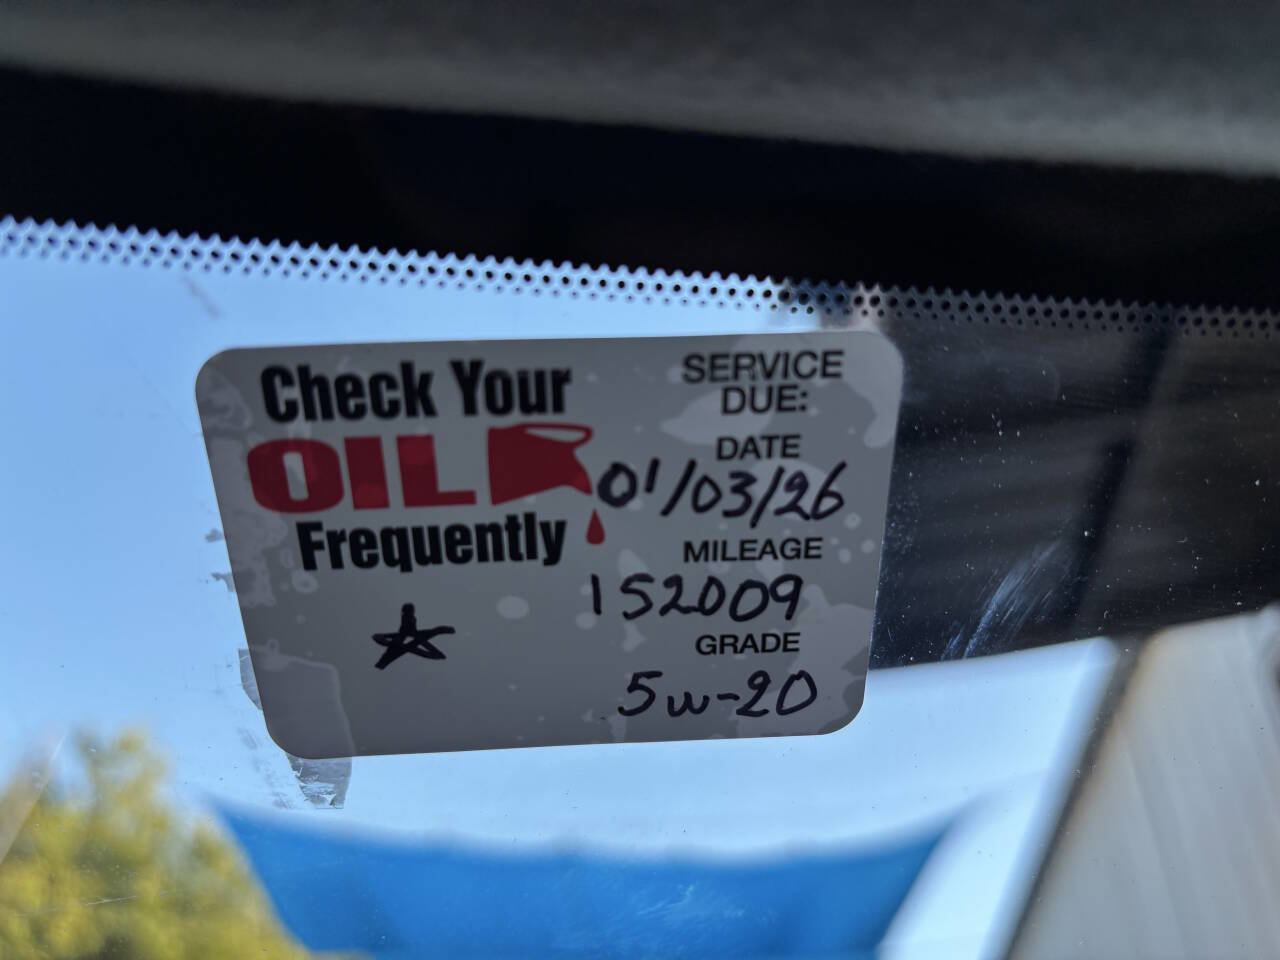 Check Your
OIL
Frequently
SERVICE
DUE:
DATE
01/03/26
MILEAGE
152009
GRADE
5w-20